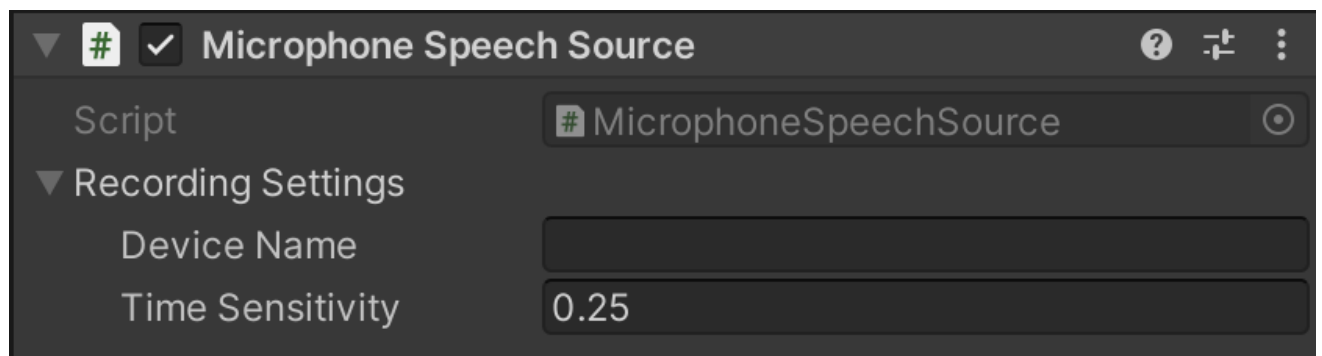 # Microphone Speech Source ?
Script # MicrophoneSpeechSource
Recording Settings
Device Name
Time Sensitivity 0.25